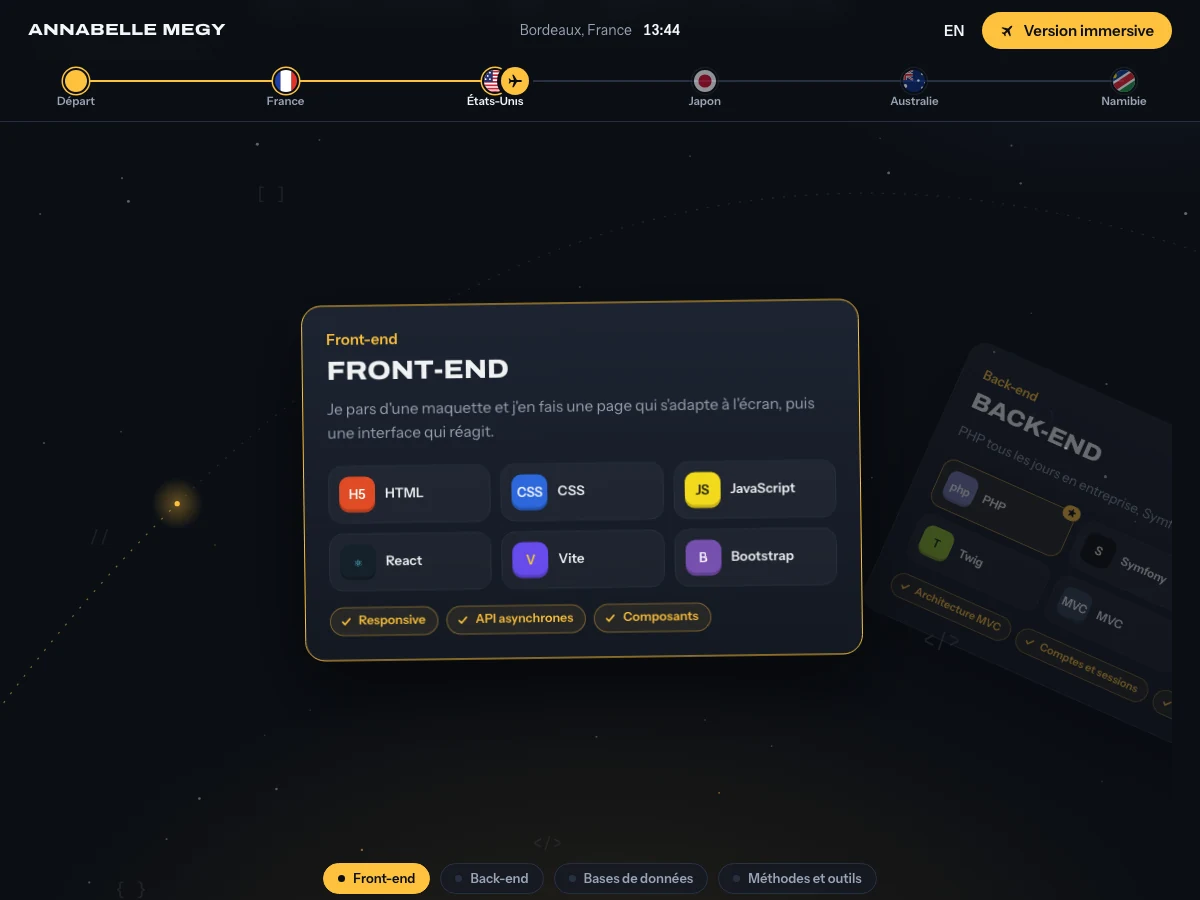 ANNABELLE MEGY
Bordeaux, France 13:44
EN
Version immersive
Départ
France
États-Unis
Japon
Australie
Namibie
[ ]
Front-end
FRONT-END
Je pars d'une maquette et j'en fais une page qui s'adapte à l'écran, puis
une interface qui réagit.
H5 HTML
CSS CSS
JS JavaScript
React
V Vite
B Bootstrap
Responsive
API asynchrones
Composants
Back-end
BACK-END
PHP tous les jours en entreprise, Symf
php PHP
S Symfony
T Twig
MVC MVC
Architecture MVC
Comptes et sessions
//
</>
</>
{ }
Front-end
Back-end
Bases de données
Méthodes et outils